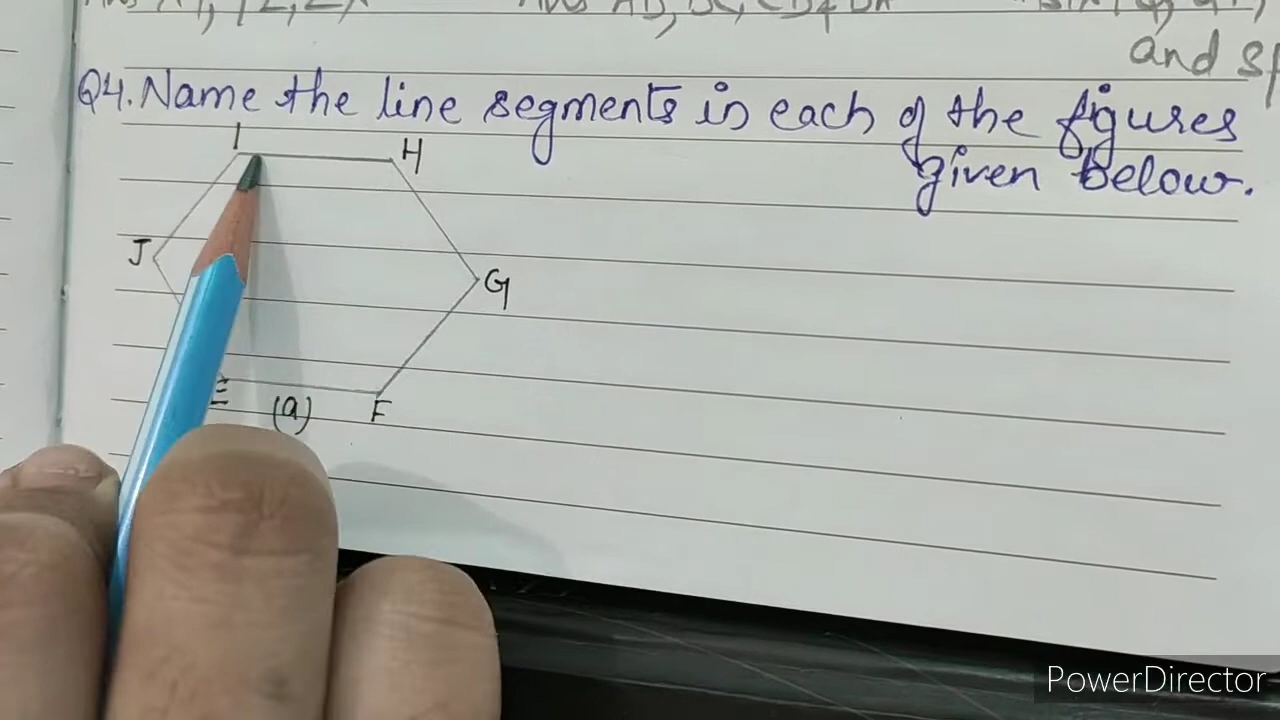 and
Q4. Name the line segments in each of the figures
given below.
I
H
J
G
E
(a)
F
PowerDirector